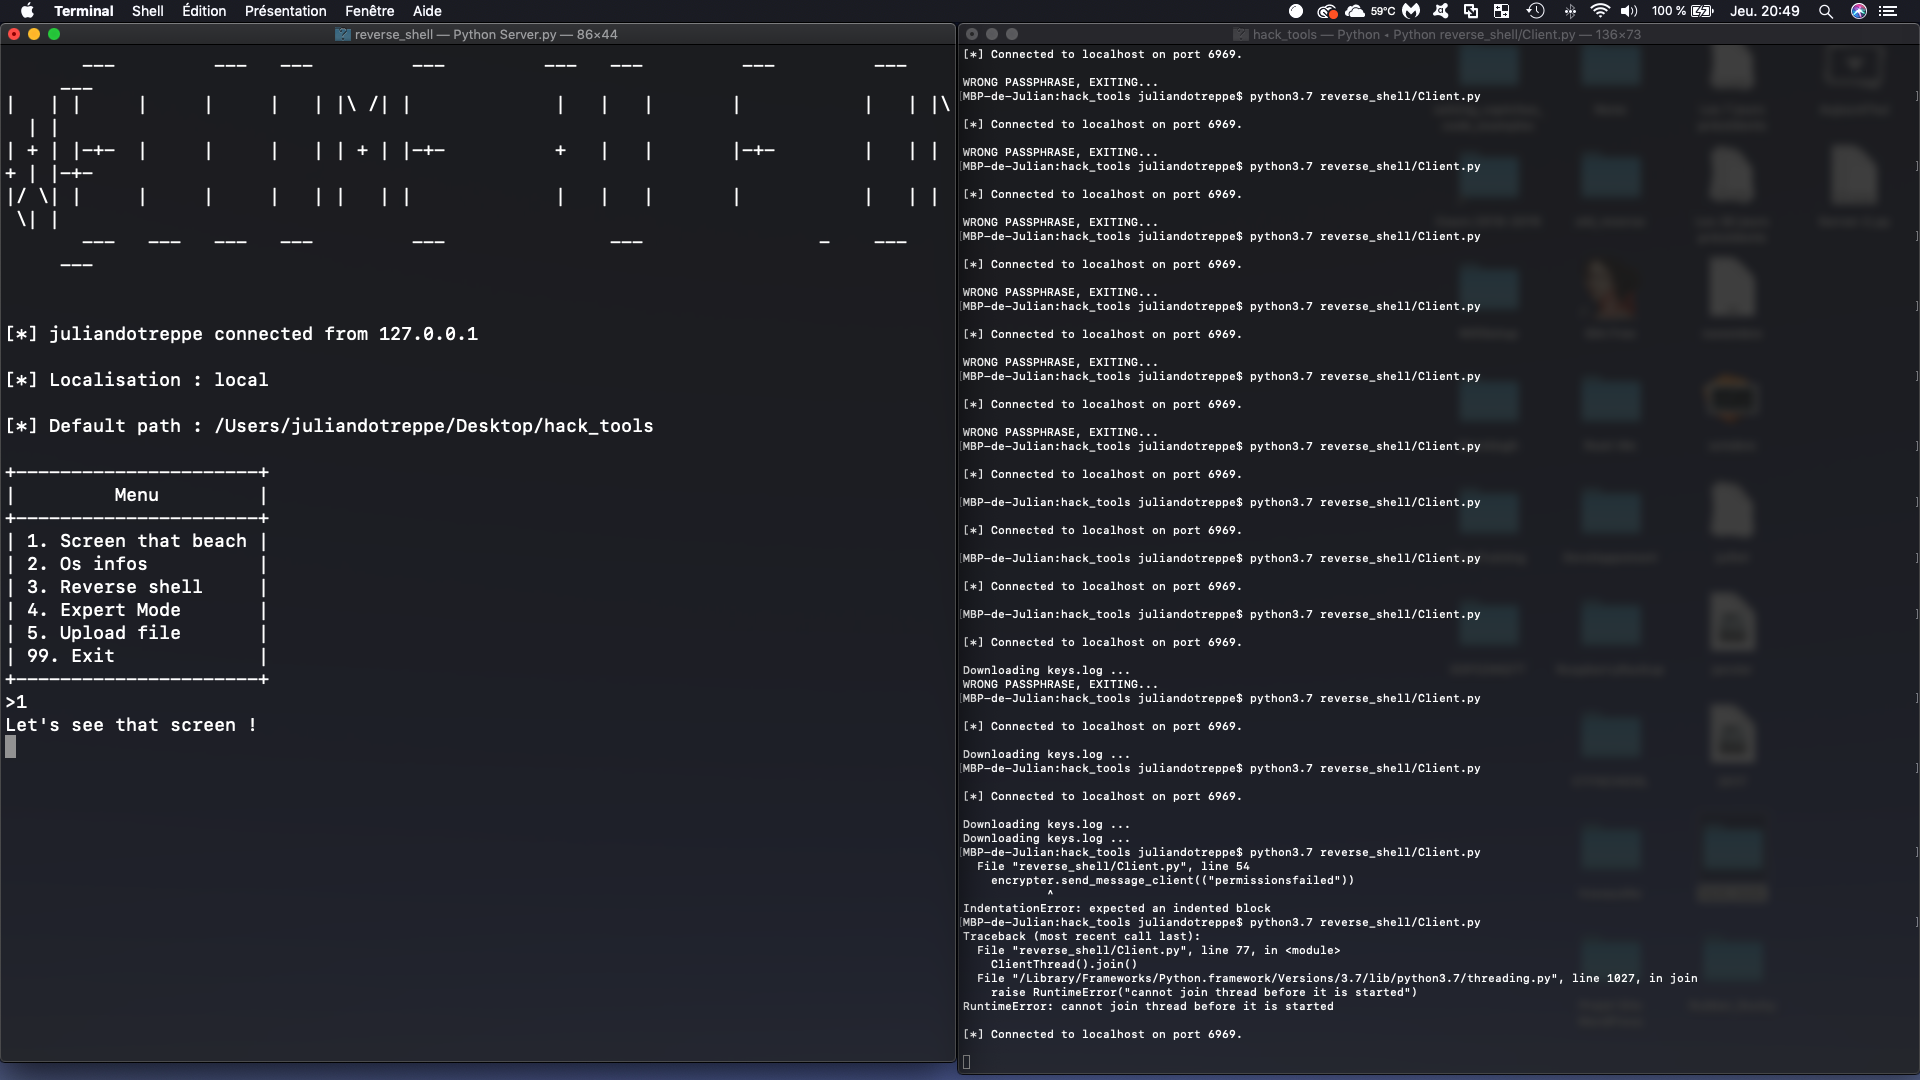 Terminal Shell Édition Présentation Fenêtre Aide
59°C 100 % Jeu. 20:49
reverse_shell — Python Server.py — 86×44
[*] juliandotreppe connected from 127.0.0.1
[*] Localisation : local
[*] Default path : /Users/juliandotreppe/Desktop/hack_tools
+----------------------+
| Menu |
+----------------------+
| 1. Screen that beach |
| 2. Os infos |
| 3. Reverse shell |
| 4. Expert Mode |
| 5. Upload file |
| 99. Exit |
+----------------------+
>1
Let's see that screen !
hack_tools — Python • Python reverse_shell/Client.py — 136×73
[*] Connected to localhost on port 6969.
WRONG PASSPHRASE, EXITING...
MBP-de-Julian:hack_tools juliandotreppe$ python3.7 reverse_shell/Client.py
[*] Connected to localhost on port 6969.
WRONG PASSPHRASE, EXITING...
MBP-de-Julian:hack_tools juliandotreppe$ python3.7 reverse_shell/Client.py
[*] Connected to localhost on port 6969.
WRONG PASSPHRASE, EXITING...
MBP-de-Julian:hack_tools juliandotreppe$ python3.7 reverse_shell/Client.py
[*] Connected to localhost on port 6969.
WRONG PASSPHRASE, EXITING...
MBP-de-Julian:hack_tools juliandotreppe$ python3.7 reverse_shell/Client.py
[*] Connected to localhost on port 6969.
WRONG PASSPHRASE, EXITING...
MBP-de-Julian:hack_tools juliandotreppe$ python3.7 reverse_shell/Client.py
[*] Connected to localhost on port 6969.
WRONG PASSPHRASE, EXITING...
MBP-de-Julian:hack_tools juliandotreppe$ python3.7 reverse_shell/Client.py
[*] Connected to localhost on port 6969.
MBP-de-Julian:hack_tools juliandotreppe$ python3.7 reverse_shell/Client.py
[*] Connected to localhost on port 6969.
MBP-de-Julian:hack_tools juliandotreppe$ python3.7 reverse_shell/Client.py
[*] Connected to localhost on port 6969.
MBP-de-Julian:hack_tools juliandotreppe$ python3.7 reverse_shell/Client.py
[*] Connected to localhost on port 6969.
Downloading keys.log ...
WRONG PASSPHRASE, EXITING...
MBP-de-Julian:hack_tools juliandotreppe$ python3.7 reverse_shell/Client.py
[*] Connected to localhost on port 6969.
Downloading keys.log ...
MBP-de-Julian:hack_tools juliandotreppe$ python3.7 reverse_shell/Client.py
[*] Connected to localhost on port 6969.
Downloading keys.log ...
Downloading keys.log ...
MBP-de-Julian:hack_tools juliandotreppe$ python3.7 reverse_shell/Client.py
File "reverse_shell/Client.py", line 54
encrypter.send_message_client(("permissionsfailed"))
^
IndentationError: expected an indented block
MBP-de-Julian:hack_tools juliandotreppe$ python3.7 reverse_shell/Client.py
Traceback (most recent call last):
File "reverse_shell/Client.py", line 77, in <module>
ClientThread().join()
File "/Library/Frameworks/Python.framework/Versions/3.7/lib/python3.7/threading.py", line 1027, in join
raise RuntimeError("cannot join thread before it is started")
RuntimeError: cannot join thread before it is started
[*] Connected to localhost on port 6969.